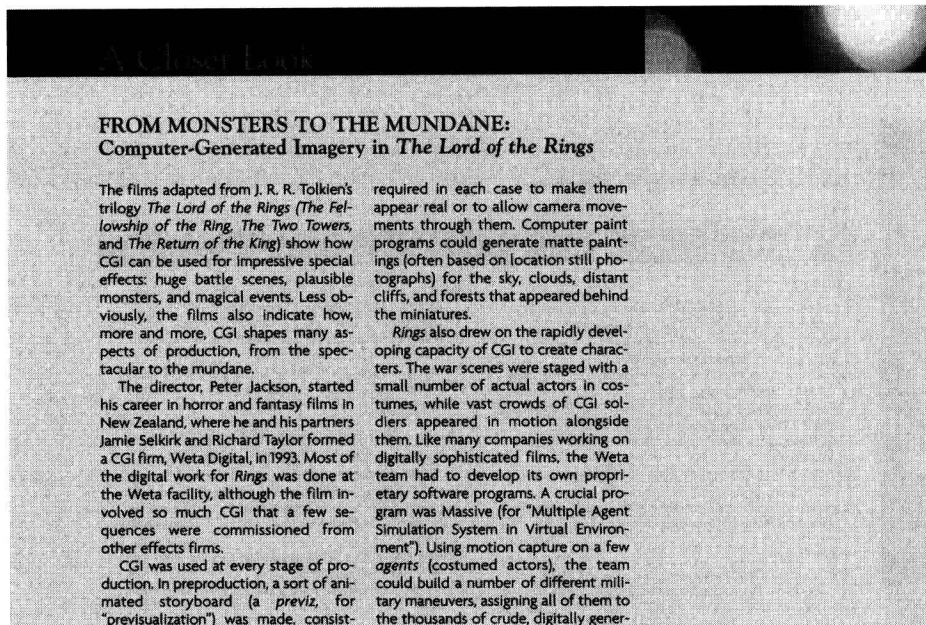 A Closer Look
FROM MONSTERS TO THE MUNDANE:
Computer-Generated Imagery in The Lord of the Rings
The films adapted from J. R. R. Tolkien's
trilogy The Lord of the Rings (The Fel-
lowship of the Ring, The Two Towers,
and The Return of the King) show how
CGI can be used for impressive special
effects: huge battle scenes, plausible
monsters, and magical events. Less ob-
viously, the films also indicate how,
more and more, CGI shapes many as-
pects of production, from the spec-
tacular to the mundane.
The director, Peter Jackson, started
his career in horror and fantasy films in
New Zealand, where he and his partners
Jamie Selkirk and Richard Taylor formed
a CGI firm, Weta Digital, in 1993. Most of
the digital work for Rings was done at
the Weta facility, although the film in-
volved so much CGI that a few se-
quences were commissioned from
other effects firms.
CGI was used at every stage of pro-
duction. In preproduction, a sort of ani-
mated storyboard (a previz, for
"previsualization") was made, consist-
required in each case to make them
appear real or to allow camera move-
ments through them. Computer paint
programs could generate matte paint-
ings (often based on location still pho-
tographs) for the sky, clouds, distant
cliffs, and forests that appeared behind
the miniatures.
Rings also drew on the rapidly devel-
oping capacity of CGI to create charac-
ters. The war scenes were staged with a
small number of actual actors in cos-
tumes, while vast crowds of CGI sol-
diers appeared in motion alongside
them. Like many companies working on
digitally sophisticated films, the Weta
team had to develop its own propri-
etary software programs. A crucial pro-
gram was Massive (for "Multiple Agent
Simulation System in Virtual Environ-
ment"). Using motion capture on a few
agents (costumed actors), the team
could build a number of different mili-
tary maneuvers, assigning all of them to
the thousands of crude, digitally gener-